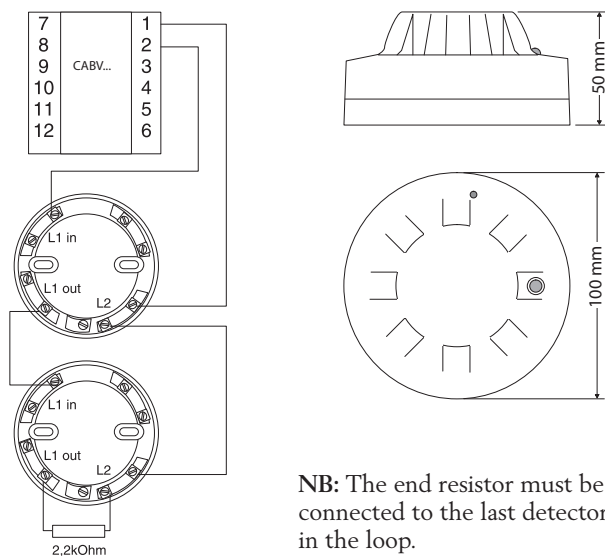 7 1
8 2
9 CABV... 3
10 4
11 5
12 6
50 mm
L1 in
L1 out
L2
100 mm
L1 in
L1 out
L2
2,2kOhm
NB: The end resistor must be
connected to the last detector
in the loop.